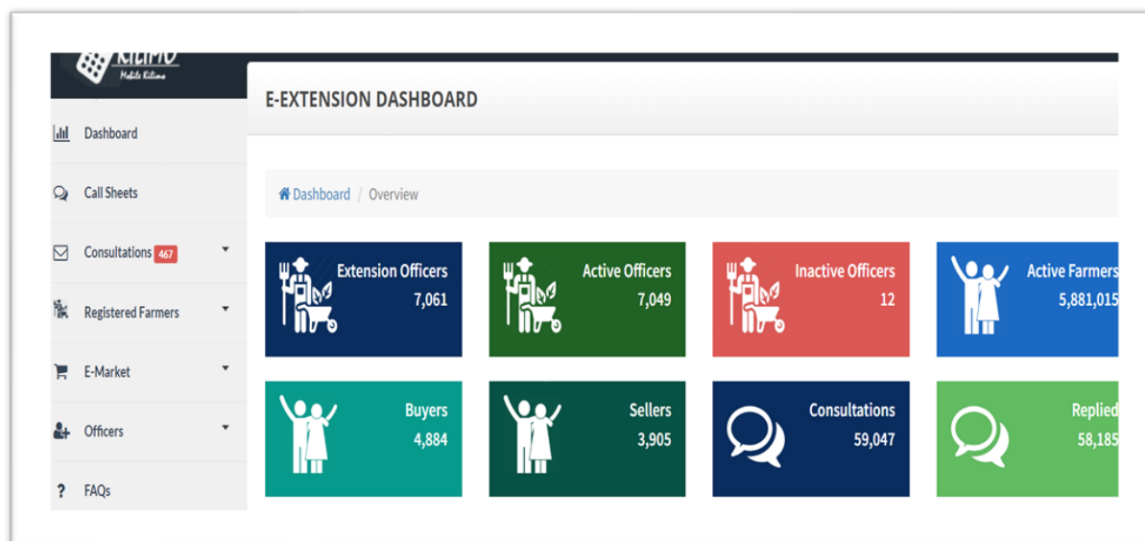 KILIMO
Mobile Kilimo
E-EXTENSION DASHBOARD
Dashboard
Call Sheets
Consultations 467
Registered Farmers
E-Market
Officers
? FAQs
Dashboard / Overview
Extension Officers
7,061
Active Officers
7,049
Inactive Officers
12
Active Farmers
5,881,015
Buyers
4,884
Sellers
3,905
Consultations
59,047
Replied
58,185